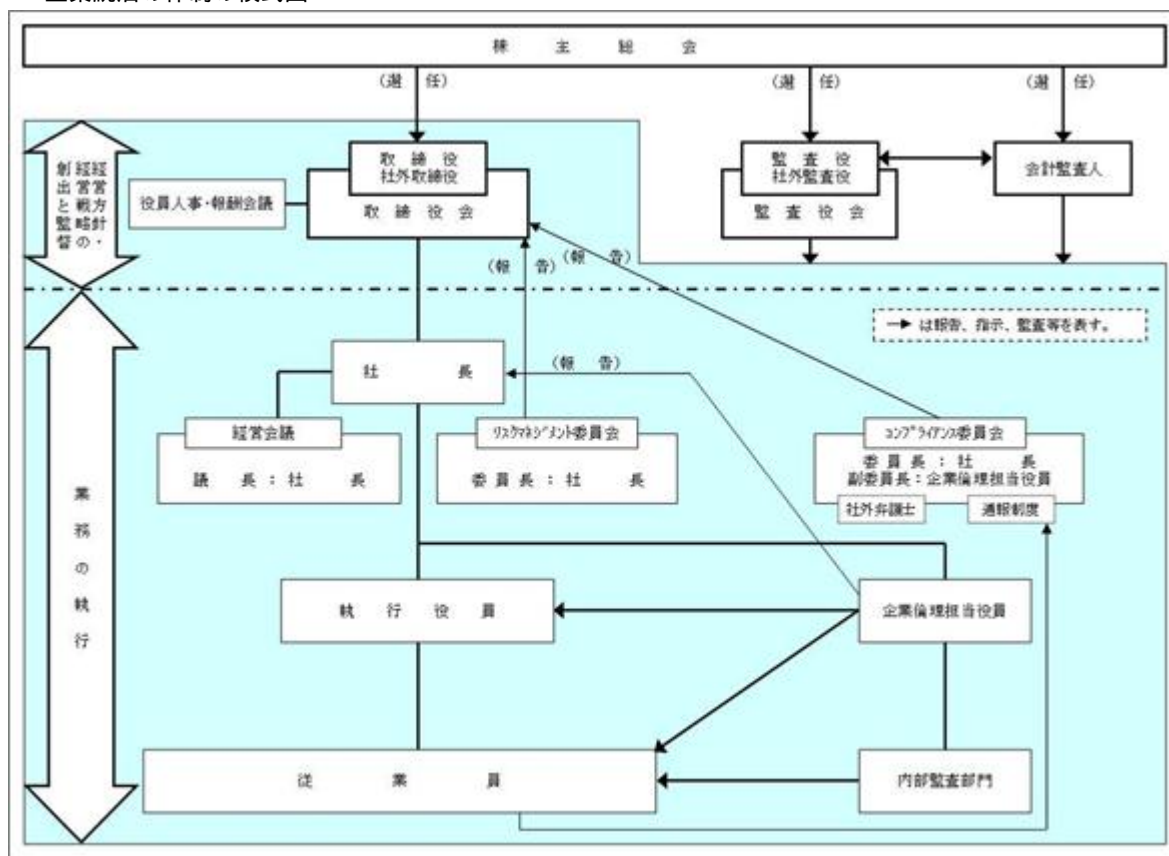 株 主 総 会
(選 任)
(選 任)
(選 任)
経営方針・
経営戦略の
創出と監督
取 締 役
社外取締役
取 締 役 会
役員人事・報酬会議
監 査 役
社外監査役
監 査 役 会
会計監査人
(報 告)
(報 告)
→ は報告、指示、監査等を表す。
社 長
(報 告)
経営会議
議 長：社 長
ﾘｽｸﾏﾈｼﾞﾒﾝﾄ委員会
委 員 長 ： 社 長
ｺﾝﾌﾟﾗｲｱﾝｽ委員会
委 員 長 ： 社 長
副委員長：企業倫理担当役員
社外弁護士
通報制度
業務の執行
執 行 役 員
企業倫理担当役員
従 業 員
内部監査部門